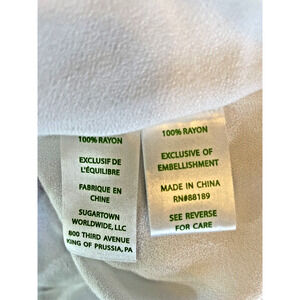 100% RAYON
EXCLUSIF DE
L'ÉQUILIBRE
FABRIQUE EN
CHINE
SUGARTOWN
WORLDWIDE, LLC
800 THIRD AVENUE
KING OF PRUSSIA, PA
100% RAYON
EXCLUSIVE OF
EMBELLISHMENT
MADE IN CHINA
RN#88189
SEE REVERSE
FOR CARE